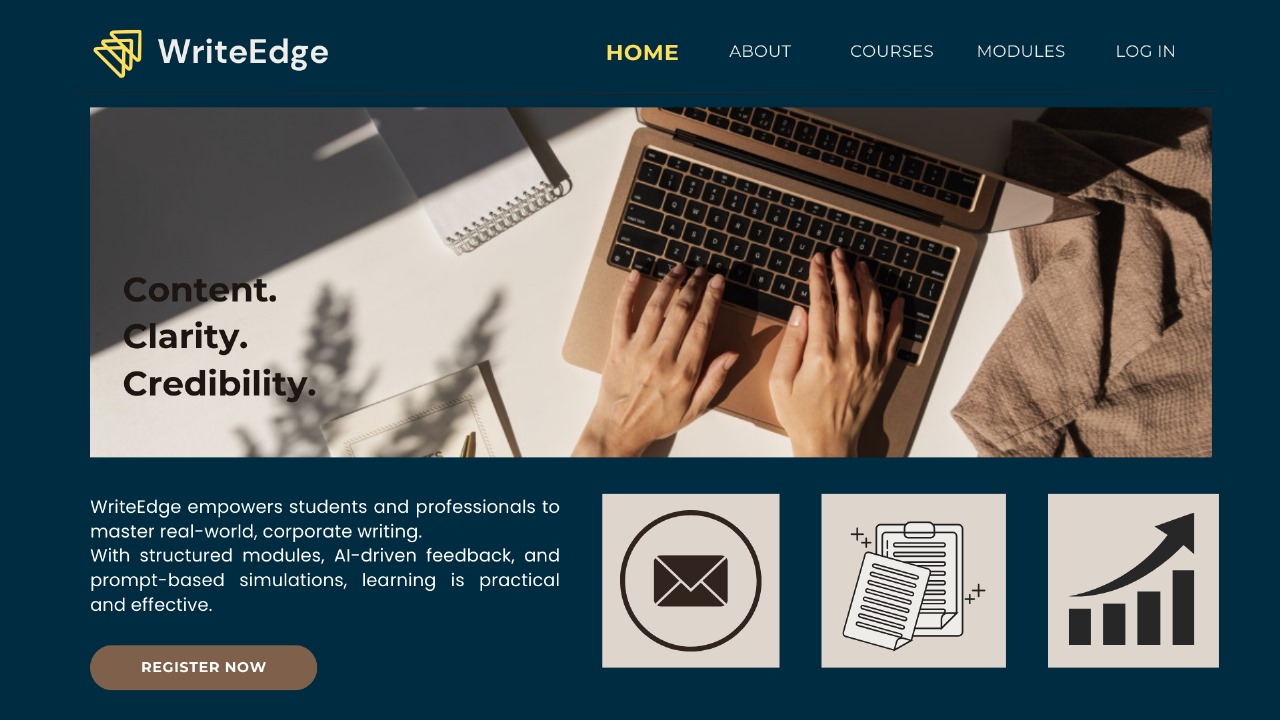 WriteEdge
HOME
ABOUT
COURSES
MODULES
LOG IN
Content.
Clarity.
Credibility.
WriteEdge empowers students and professionals to
master real-world, corporate writing.
With structured modules, AI-driven feedback, and
prompt-based simulations, learning is practical
and effective.
REGISTER NOW